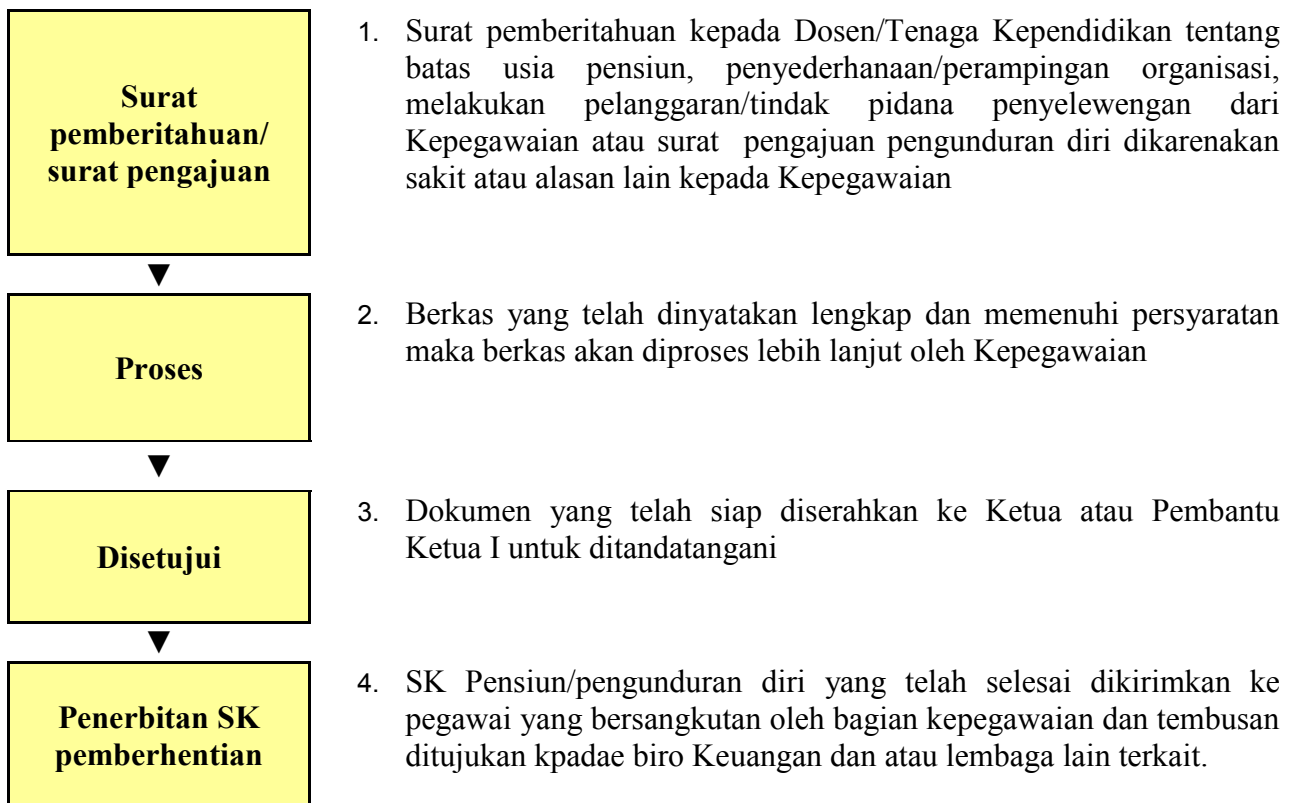 Surat
pemberitahuan/
surat pengajuan
1. Surat pemberitahuan kepada Dosen/Tenaga Kependidikan tentang
batas usia pensiun, penyederhanaan/perampingan organisasi,
melakukan pelanggaran/tindak pidana penyelewengan dari
Kepegawaian atau surat pengajuan pengunduran diri dikarenakan
sakit atau alasan lain kepada Kepegawaian
▼
Proses
2. Berkas yang telah dinyatakan lengkap dan memenuhi persyaratan
maka berkas akan diproses lebih lanjut oleh Kepegawaian
▼
Disetujui
3. Dokumen yang telah siap diserahkan ke Ketua atau Pembantu
Ketua I untuk ditandatangani
▼
Penerbitan SK
pemberhentian
4. SK Pensiun/pengunduran diri yang telah selesai dikirimkan ke
pegawai yang bersangkutan oleh bagian kepegawaian dan tembusan
ditujukan kpadae biro Keuangan dan atau lembaga lain terkait.